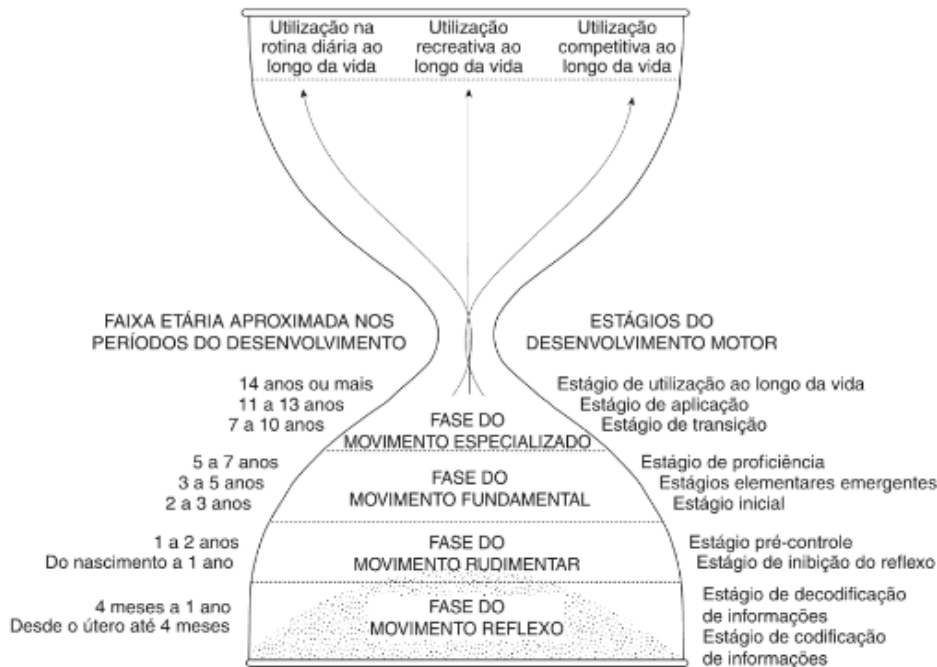 Utilização na
rotina diária ao
longo da vida
Utilização
recreativa ao
longo da vida
Utilização
competitiva ao
longo da vida
FAIXA ETÁRIA APROXIMADA NOS
PERÍODOS DO DESENVOLVIMENTO
ESTÁGIOS DO
DESENVOLVIMENTO MOTOR
14 anos ou mais
11 a 13 anos
7 a 10 anos
FASE DO
MOVIMENTO ESPECIALIZADO
Estágio de utilização ao longo da vida
Estágio de aplicação
Estágio de transição
5 a 7 anos
3 a 5 anos
2 a 3 anos
FASE DO
MOVIMENTO FUNDAMENTAL
Estágio de proficiência
Estágios elementares emergentes
Estágio inicial
1 a 2 anos
Do nascimento a 1 ano
FASE DO
MOVIMENTO RUDIMENTAR
Estágio pré-controle
Estágio de inibição do reflexo
4 meses a 1 ano
Desde o útero até 4 meses
FASE DO
MOVIMENTO REFLEXO
Estágio de decodificação
de informações
Estágio de codificação
de informações